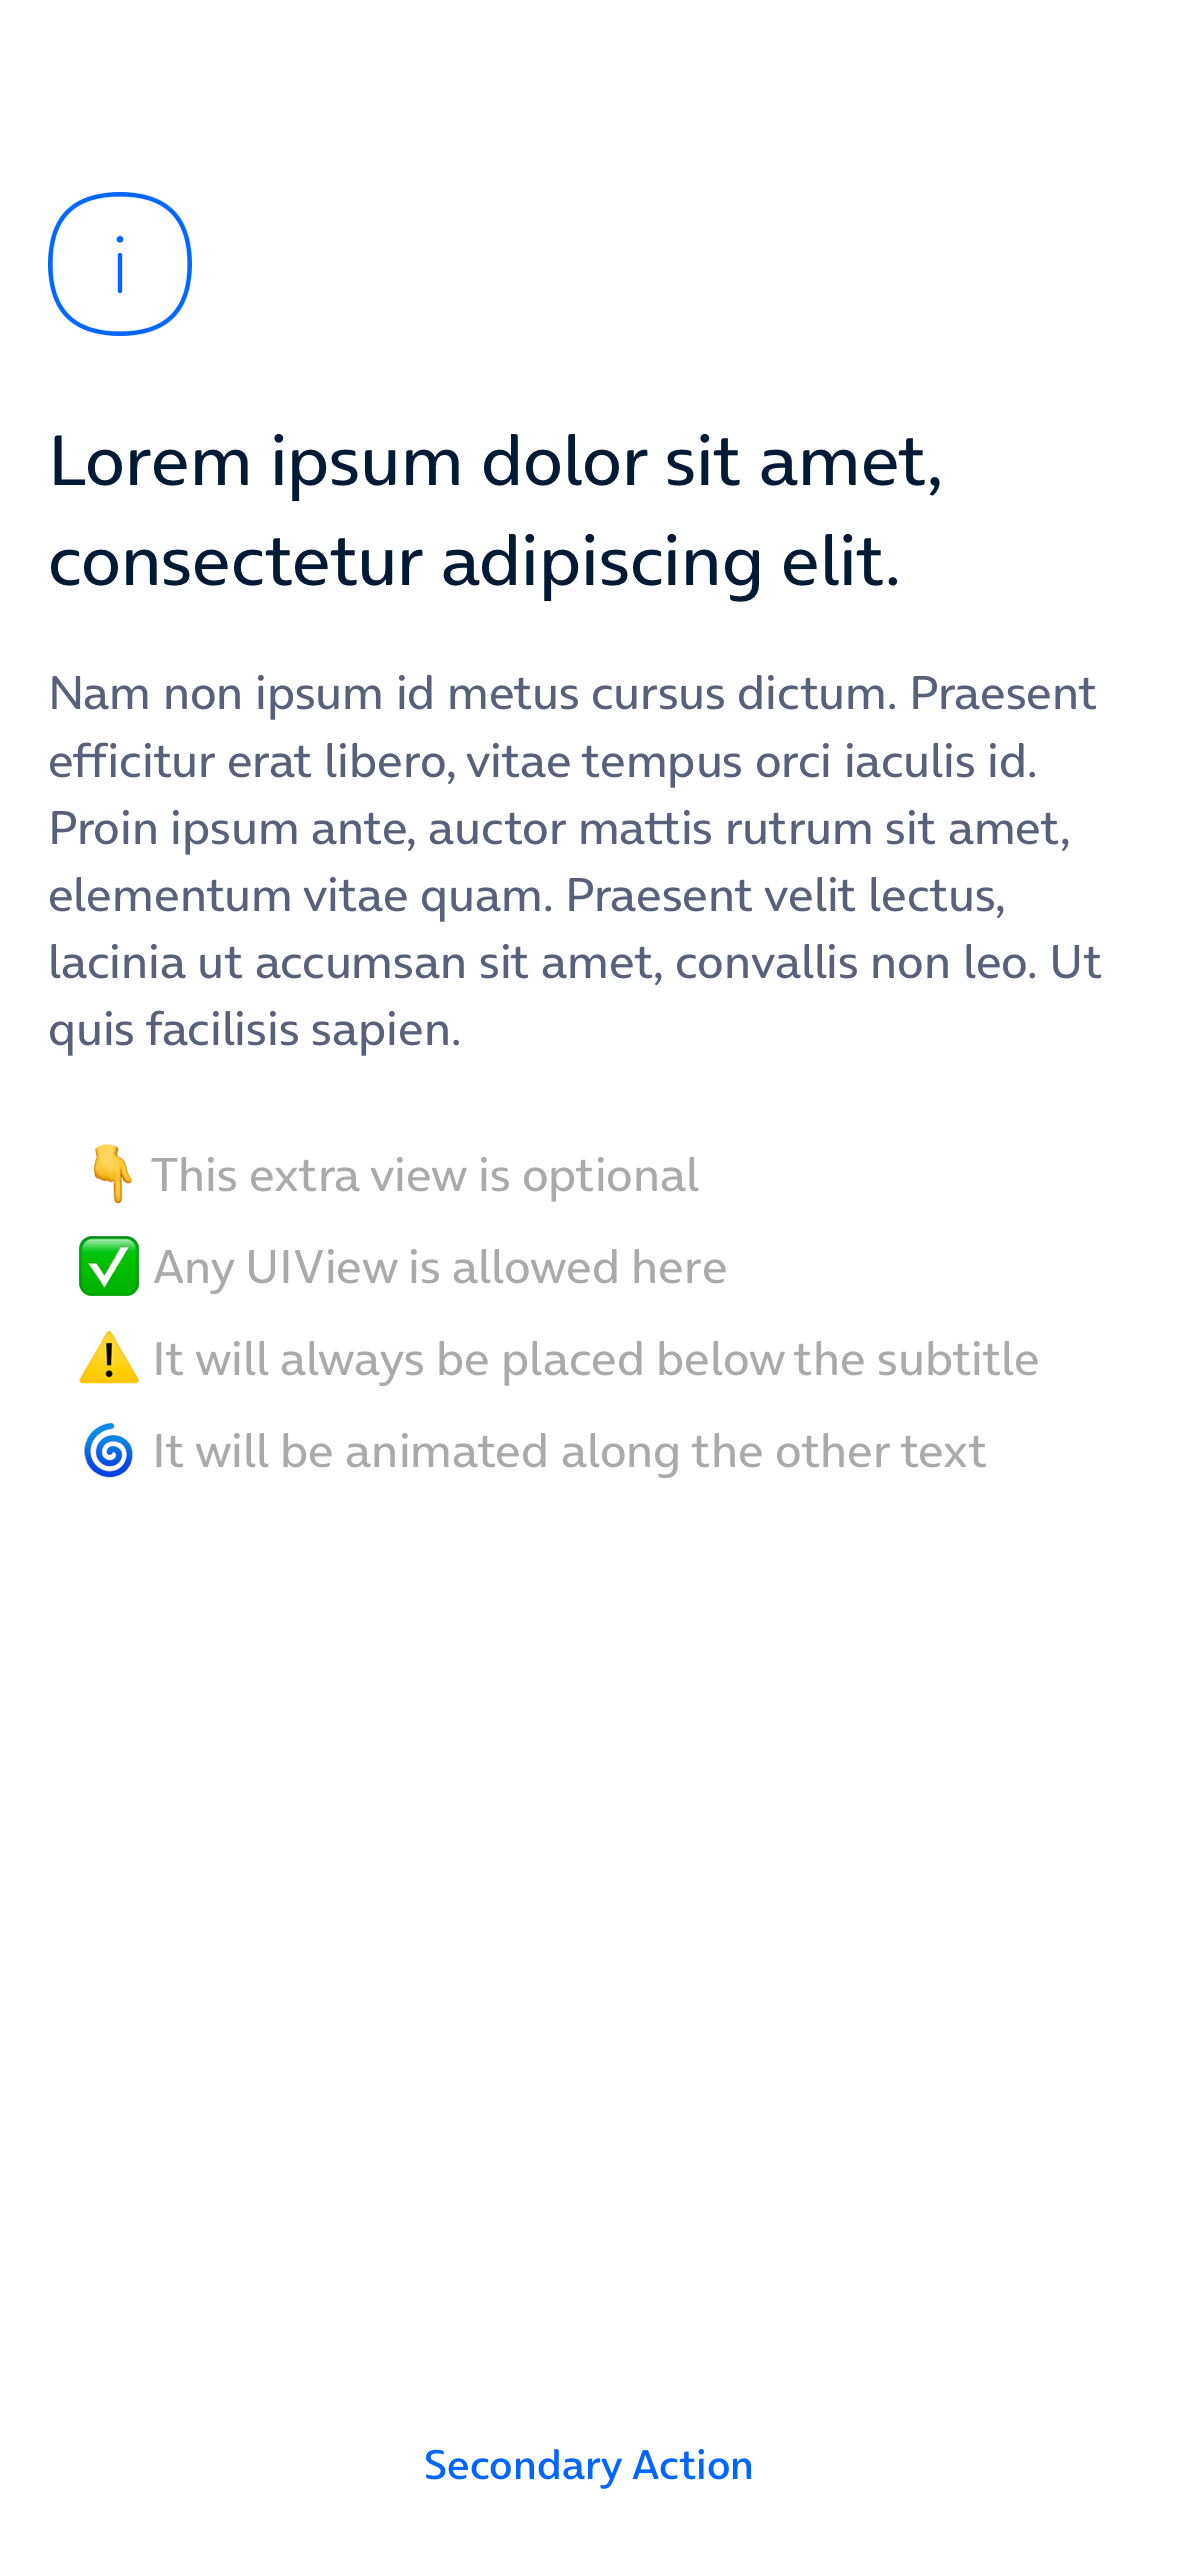 Lorem ipsum dolor sit amet,
consectetur adipiscing elit.
Nam non ipsum id metus cursus dictum. Praesent
efficitur erat libero, vitae tempus orci iaculis id.
Proin ipsum ante, auctor mattis rutrum sit amet,
elementum vitae quam. Praesent velit lectus,
lacinia ut accumsan sit amet, convallis non leo. Ut
quis facilisis sapien.
👇 This extra view is optional
✅ Any UIView is allowed here
⚠️ It will always be placed below the subtitle
🌀 It will be animated along the other text
Secondary Action